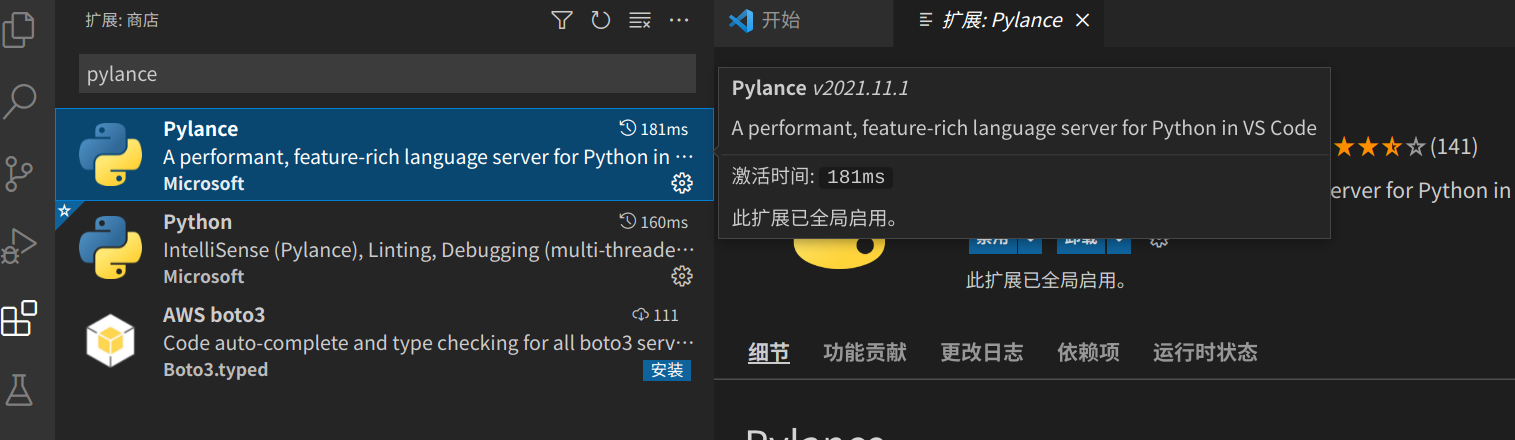 扩展: 商店
pylance
Pylance
181ms
A performant, feature-rich language server for Python in ···
Microsoft
Python
160ms
IntelliSense (Pylance), Linting, Debugging (multi-threade···
Microsoft
AWS boto3
111
Code auto-complete and type checking for all boto3 serv···
Boto3.typed
安装
开始
扩展: Pylance
Pylance v2021.11.1
A performant, feature-rich language server for Python in VS Code
激活时间: 181ms
此扩展已全局启用。
(141)
erver for Python in
禁用
卸载
此扩展已全局启用。
细节 功能贡献 更改日志 依赖项 运行时状态
Pylance